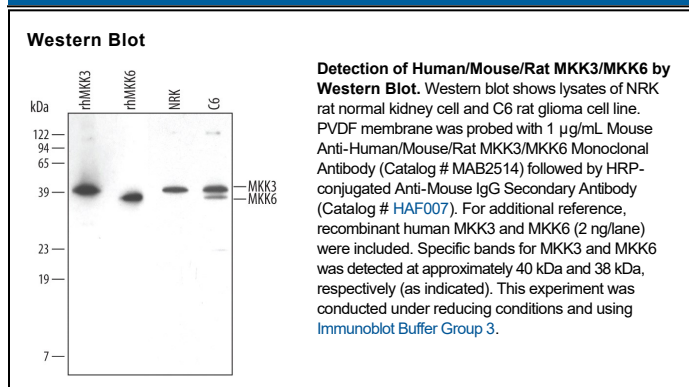 Western Blot
rhMKK3
rhMKK6
NRK
C6
kDa
122
94
65
39
23
19
7
MKK3
MKK6
Detection of Human/Mouse/Rat MKK3/MKK6 by
Western Blot. Western blot shows lysates of NRK
rat normal kidney cell and C6 rat glioma cell line.
PVDF membrane was probed with 1 µg/mL Mouse
Anti-Human/Mouse/Rat MKK3/MKK6 Monoclonal
Antibody (Catalog # MAB2514) followed by HRP-
conjugated Anti-Mouse IgG Secondary Antibody
(Catalog # HAF007). For additional reference,
recombinant human MKK3 and MKK6 (2 ng/lane)
were included. Specific bands for MKK3 and MKK6
was detected at approximately 40 kDa and 38 kDa,
respectively (as indicated). This experiment was
conducted under reducing conditions and using
Immunoblot Buffer Group 3.